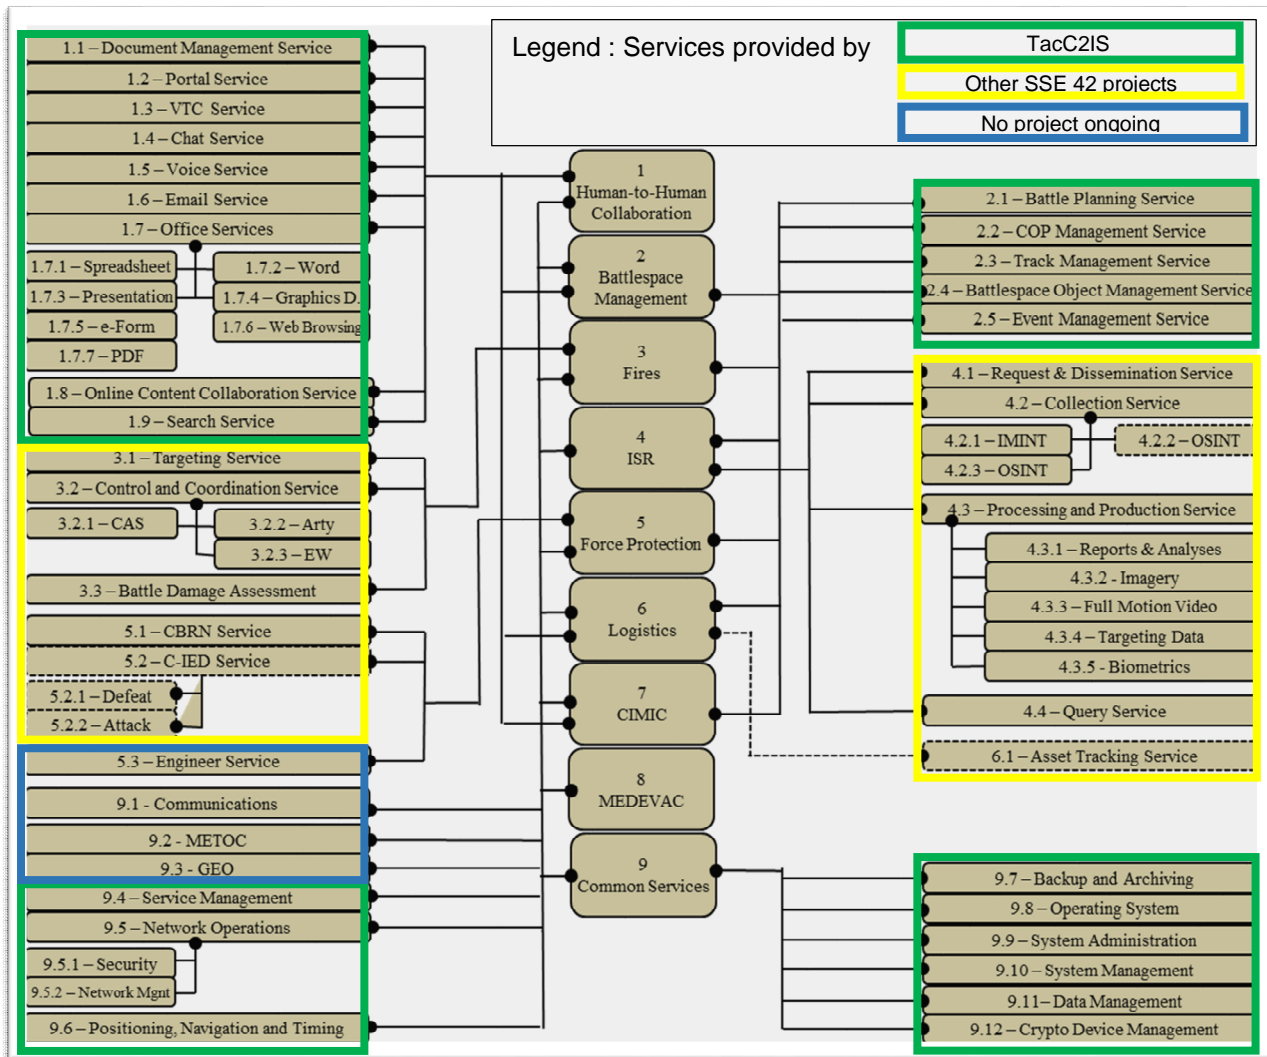 Legend : Services provided by
TacC2IS
Other SSE 42 projects
No project ongoing
1.1 – Document Management Service
1.2 – Portal Service
1.3 – VTC Service
1.4 – Chat Service
1.5 – Voice Service
1.6 – Email Service
1.7 – Office Services
1.7.1 – Spreadsheet
1.7.2 – Word
1.7.3 – Presentation
1.7.4 – Graphics D.
1.7.5 – e-Form
1.7.6 – Web Browsing
1.7.7 – PDF
1.8 – Online Content Collaboration Service
1.9 – Search Service
3.1 – Targeting Service
3.2 – Control and Coordination Service
3.2.1 – CAS
3.2.2 – Arty
3.2.3 – EW
3.3 – Battle Damage Assessment
5.1 – CBRN Service
5.2 – C-IED Service
5.2.1 – Defeat
5.2.2 – Attack
5.3 – Engineer Service
9.1 - Communications
9.2 - METOC
9.3 - GEO
9.4 – Service Management
9.5 – Network Operations
9.5.1 – Security
9.5.2 – Network Mgnt
9.6 – Positioning, Navigation and Timing
1
Human-to-Human
Collaboration
2
Battlespace
Management
3
Fires
4
ISR
5
Force Protection
6
Logistics
7
CIMIC
8
MEDEVAC
9
Common Services
2.1 – Battle Planning Service
2.2 – COP Management Service
2.3 – Track Management Service
2.4 – Battlespace Object Management Service
2.5 – Event Management Service
4.1 – Request & Dissemination Service
4.2 – Collection Service
4.2.1 – IMINT
4.2.2 – OSINT
4.2.3 – OSINT
4.3 – Processing and Production Service
4.3.1 – Reports & Analyses
4.3.2 - Imagery
4.3.3 – Full Motion Video
4.3.4 – Targeting Data
4.3.5 - Biometrics
4.4 – Query Service
6.1 – Asset Tracking Service
9.7 – Backup and Archiving
9.8 – Operating System
9.9 – System Administration
9.10 – System Management
9.11– Data Management
9.12 – Crypto Device Management